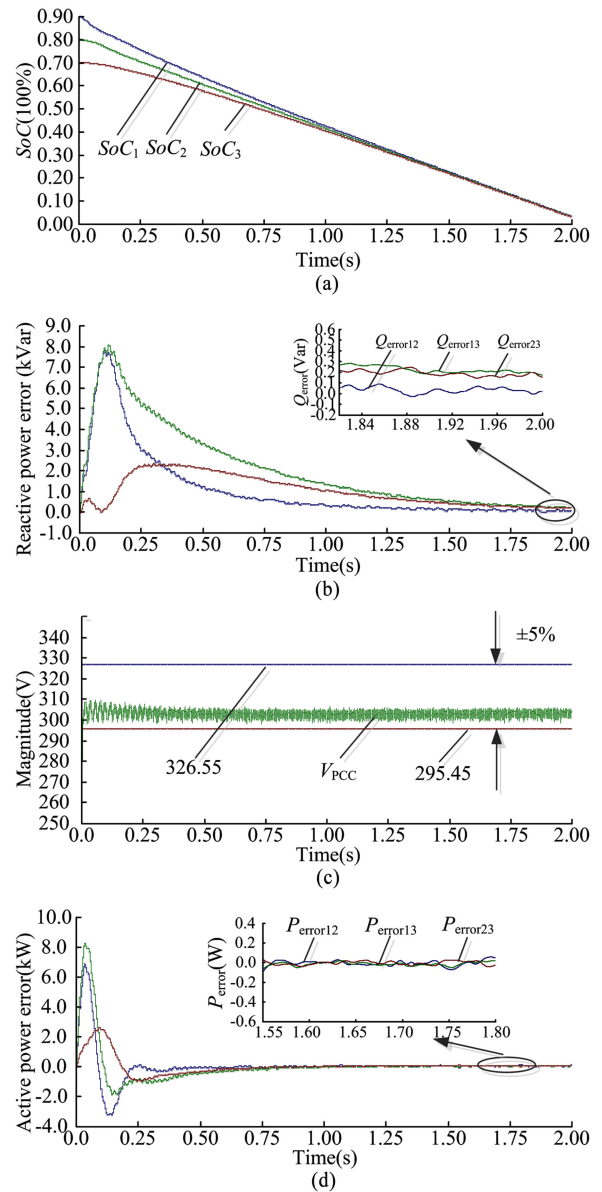 0.90
0.80
0.70
0.60
0.50
0.40
0.30
0.20
0.10
0.00
SoC(100%)
SoC1 SoC2 SoC3
0.0 0.25 0.50 0.75 1.00 1.25 1.50 1.75 2.00
Time(s)
(a)
9.0
8.0
7.0
6.0
5.0
4.0
3.0
2.0
1.0
0.0
-1.0
Reactive power error (kVar)
0.6
0.5
0.4
0.3
0.2
0.1
0.0
-0.1
-0.2
Qerror(Var)
Qerror12 Qerror13 Qerror23
1.84 1.88 1.92 1.96 2.00
0.0 0.25 0.50 0.75 1.00 1.25 1.50 1.75 2.00
Time(s)
(b)
340
330
320
310
300
290
280
270
260
250
Magnitude(V)
±5%
326.55 VPCC 295.45
0.0 0.25 0.50 0.75 1.00 1.25 1.50 1.75 2.00
Time(s)
(c)
10.0
8.0
6.0
4.0
2.0
0.0
-2.0
-4.0
Active power error(kW)
0.4
0.2
0.0
-0.2
-0.4
-0.6
Perror(W)
Perror12 Perror13 Perror23
1.55 1.60 1.65 1.70 1.75 1.80
0.0 0.25 0.50 0.75 1.00 1.25 1.50 1.75 2.00
Time(s)
(d)